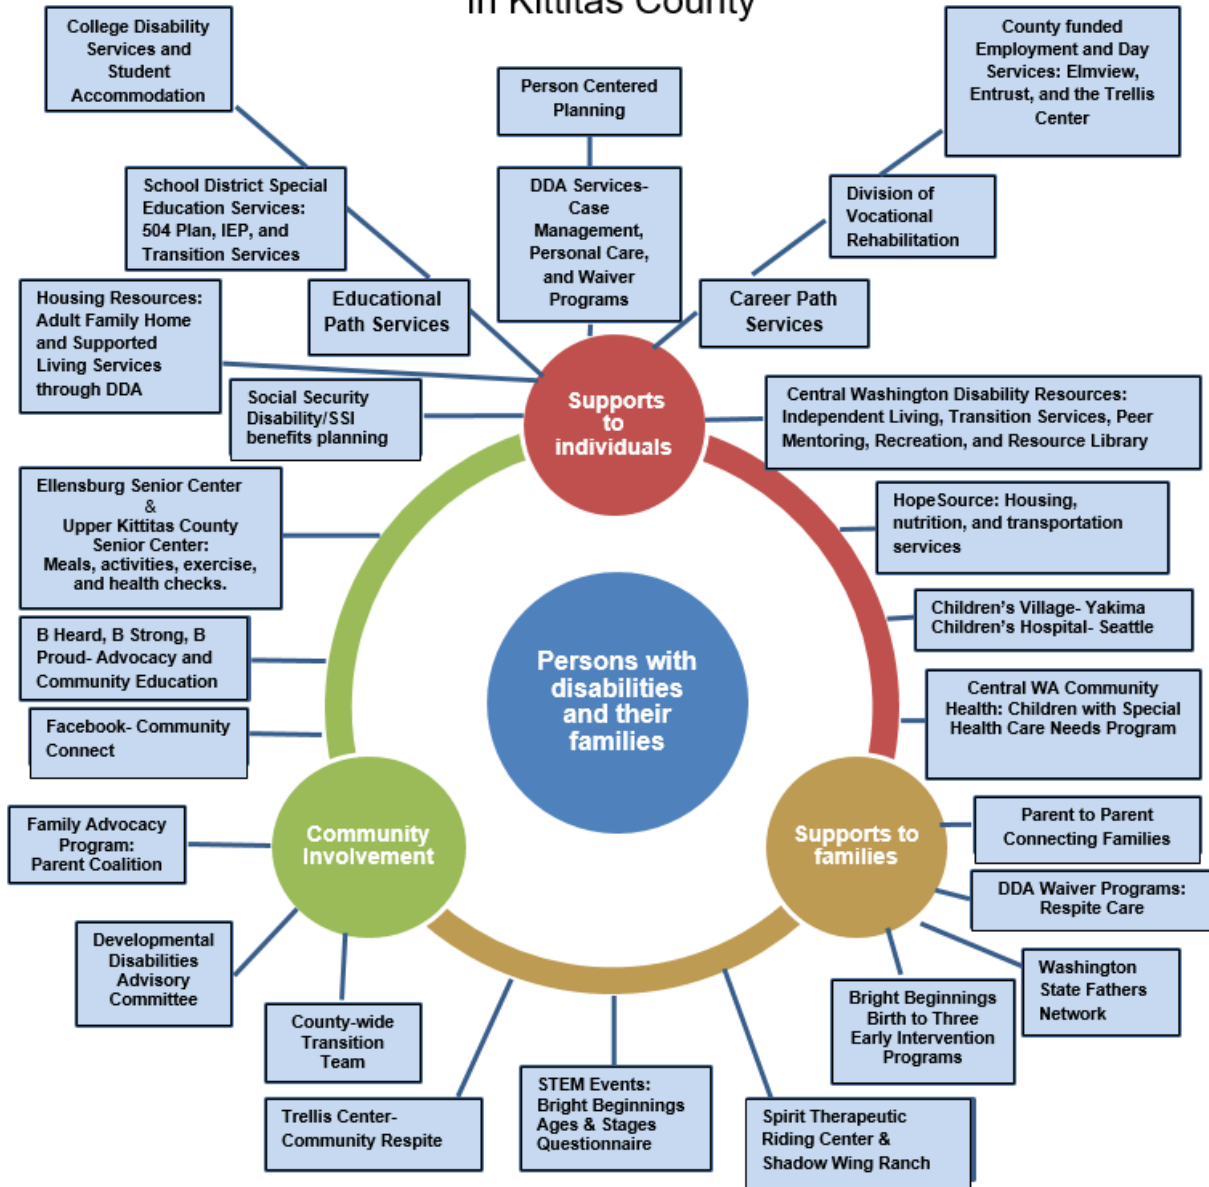 in Kittitas County
College Disability
Services and
Student
Accommodation
County funded
Employment and Day
Services: Elmview,
Entrust, and the Trellis
Center
Person Centered
Planning
School District Special
Education Services:
504 Plan, IEP, and
Transition Services
DDA Services-
Case
Management,
Personal Care,
and Waiver
Programs
Division of
Vocational
Rehabilitation
Housing Resources:
Adult Family Home
and Supported
Living Services
through DDA
Educational
Path Services
Career Path
Services
Social Security
Disability/SSI
benefits planning
Supports
to
individuals
Central Washington Disability Resources:
Independent Living, Transition Services, Peer
Mentoring, Recreation, and Resource Library
Ellensburg Senior Center
&
Upper Kittitas County
Senior Center:
Meals, activities, exercise,
and health checks.
HopeSource: Housing,
nutrition, and transportation
services
Children's Village- Yakima
Children's Hospital- Seattle
B Heard, B Strong, B
Proud- Advocacy and
Community Education
Persons with
disabilities
and their
families
Central WA Community
Health: Children with Special
Health Care Needs Program
Facebook- Community
Connect
Family Advocacy
Program:
Parent Coalition
Community
Involvement
Supports to
families
Parent to Parent
Connecting Families
DDA Waiver Programs:
Respite Care
Developmental
Disabilities
Advisory
Committee
Washington
State Fathers
Network
County-wide
Transition
Team
Bright Beginnings
Birth to Three
Early Intervention
Programs
Trellis Center-
Community Respite
STEM Events:
Bright Beginnings
Ages & Stages
Questionnaire
Spirit Therapeutic
Riding Center &
Shadow Wing Ranch